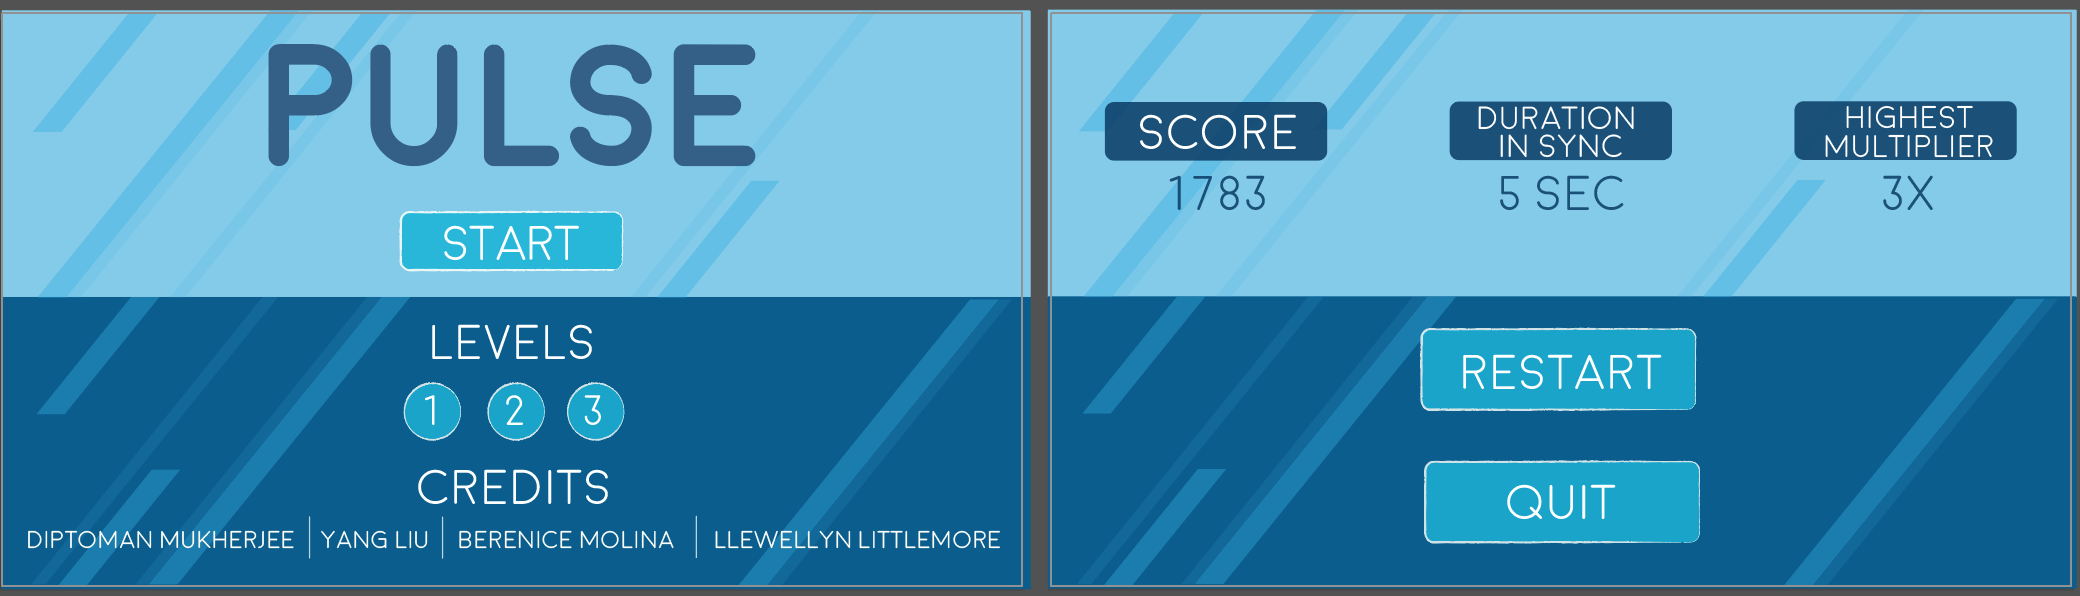 PULSE
START
LEVELS
1 2 3
CREDITS
DIPTOMAN MUKHERJEE | YANG LIU | BERENICE MOLINA | LLEWELLYN LITTLEMORE
SCORE
1783
DURATION
IN SYNC
5 SEC
HIGHEST
MULTIPLIER
3X
RESTART
QUIT